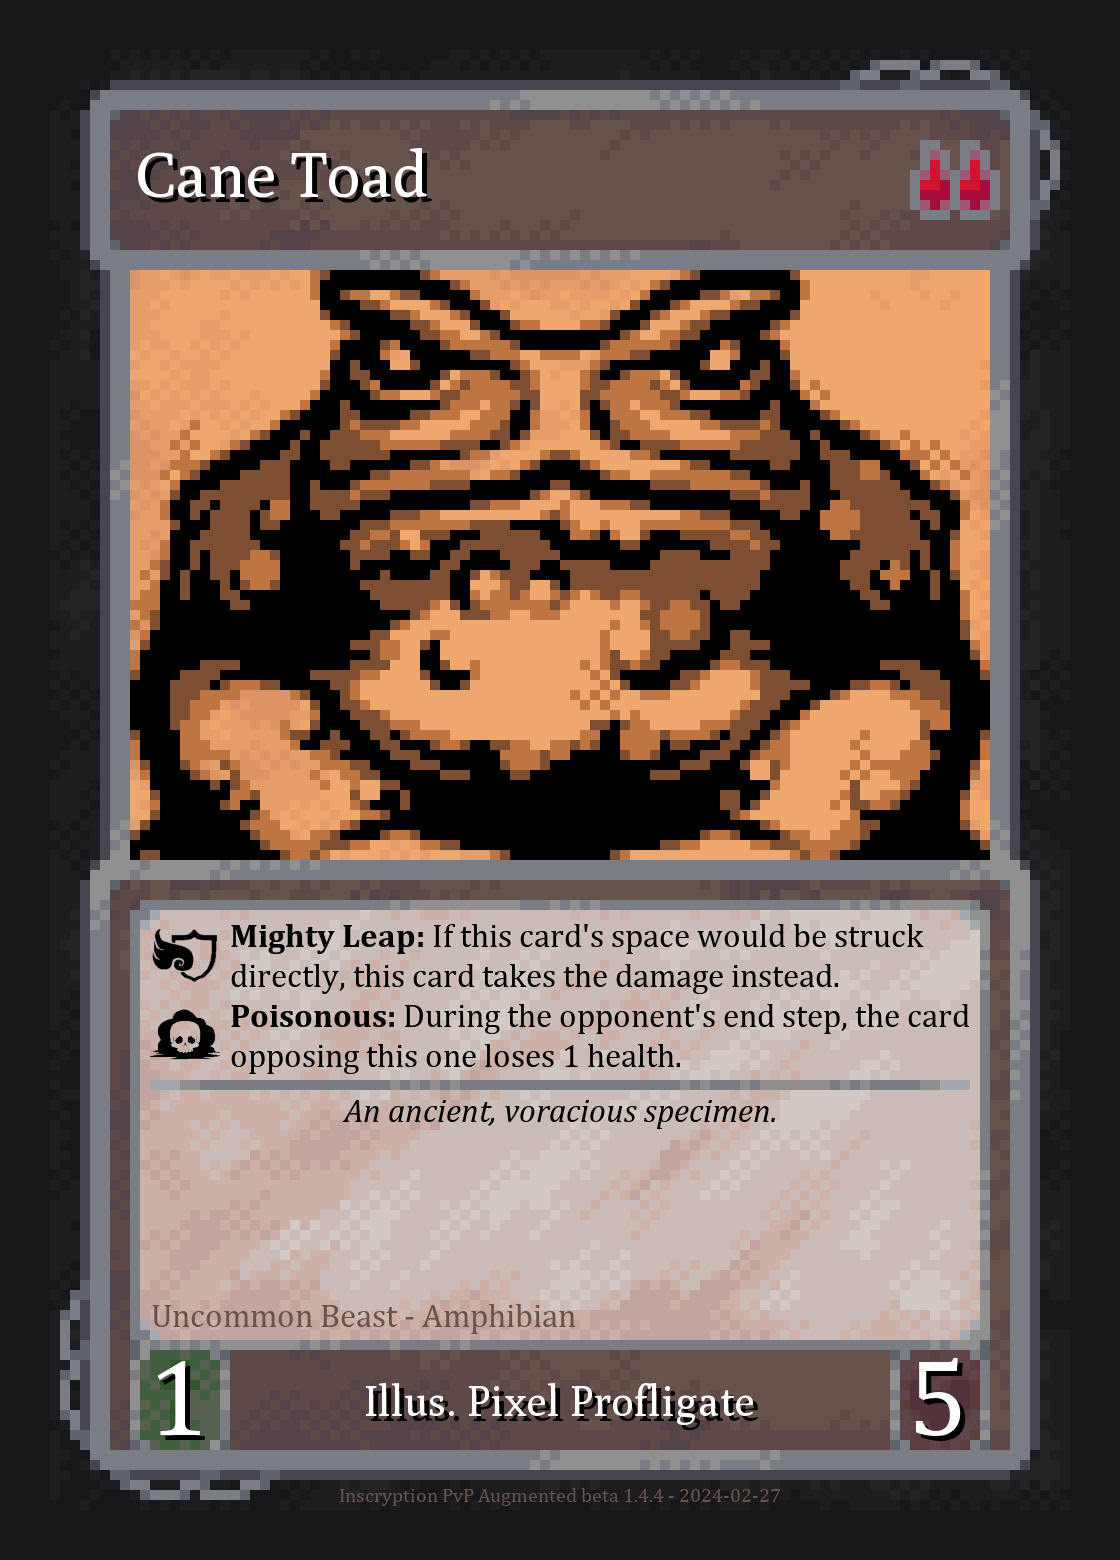 Cane Toad
Mighty Leap: If this card's space would be struck
directly, this card takes the damage instead.
Poisonous: During the opponent's end step, the card
opposing this one loses 1 health.
An ancient, voracious specimen.
Uncommon Beast - Amphibian
1
Illus. Pixel Profligate
5
Inscryption PvP Augmented beta 1.4.4 - 2024-02-27